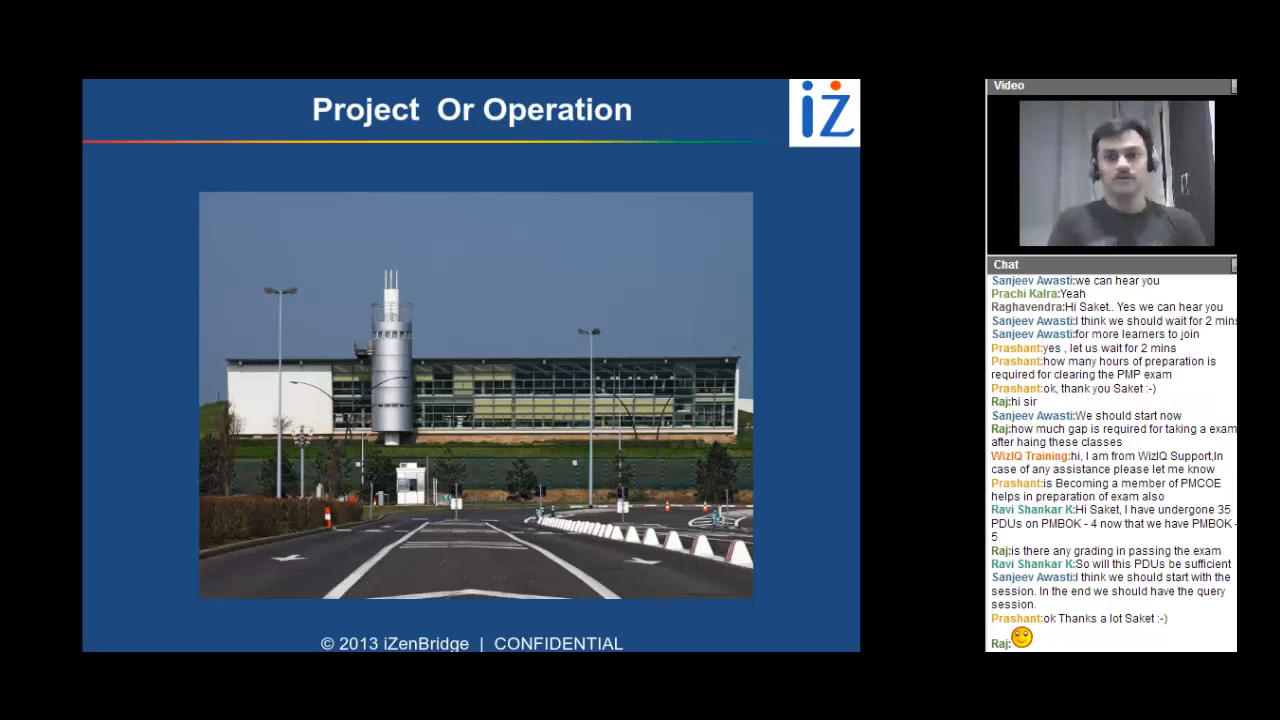 Project Or Operation
iz
© 2013 iZenBridge | CONFIDENTIAL
Video
Chat
Sanjeev Awasti:we can hear you
Prachi Kalra:Yeah
Raghavendra:Hi Saket.. Yes we can hear you
Sanjeev Awasti:I think we should wait for 2 mins
Sanjeev Awasti:for more learners to join
Prashant:yes , let us wait for 2 mins
Prashant:how many hours of preparation is
required for clearing the PMP exam
Prashant:ok, thank you Saket :-)
Raj:hi sir
Sanjeev Awasti:We should start now
Raj:how much gap is required for taking a exam
after haing these classes
WizIQ Training:hi, I am from WizIQ Support,In
case of any assistance please let me know
Prashant:is Becoming a member of PMCOE
helps in preparation of exam also
Ravi Shankar K:Hi Saket, I have undergone 35
PDUs on PMBOK - 4 now that we have PMBOK -
5
Raj:is there any grading in passing the exam
Ravi Shankar K:So will this PDUs be sufficient
Sanjeev Awasti:I think we should start with the
session. In the end we should have the query
session.
Prashant:ok Thanks a lot Saket :-)
Raj: